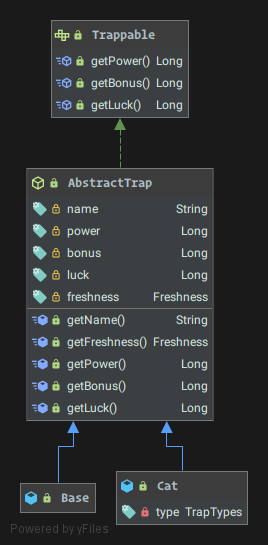 Trappable
getPower() Long
getBonus() Long
getLuck() Long
AbstractTrap
name String
power Long
bonus Long
luck Long
freshness Freshness
getName() String
getFreshness() Freshness
getPower() Long
getBonus() Long
getLuck() Long
Base
Cat
type TrapTypes
Powered by yFiles